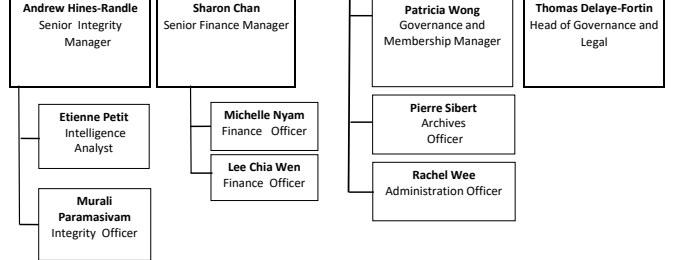 Andrew Hines-Randle
Senior Integrity
Manager
Sharon Chan
Senior Finance Manager
Patricia Wong
Governance and
Membership Manager
Thomas Delaye-Fortin
Head of Governance and
Legal
Etienne Petit
Intelligence
Analyst
Michelle Nyam
Finance Officer
Pierre Sibert
Archives
Officer
Lee Chia Wen
Finance Officer
Rachel Wee
Administration Officer
Murali
Paramasivam
Integrity Officer